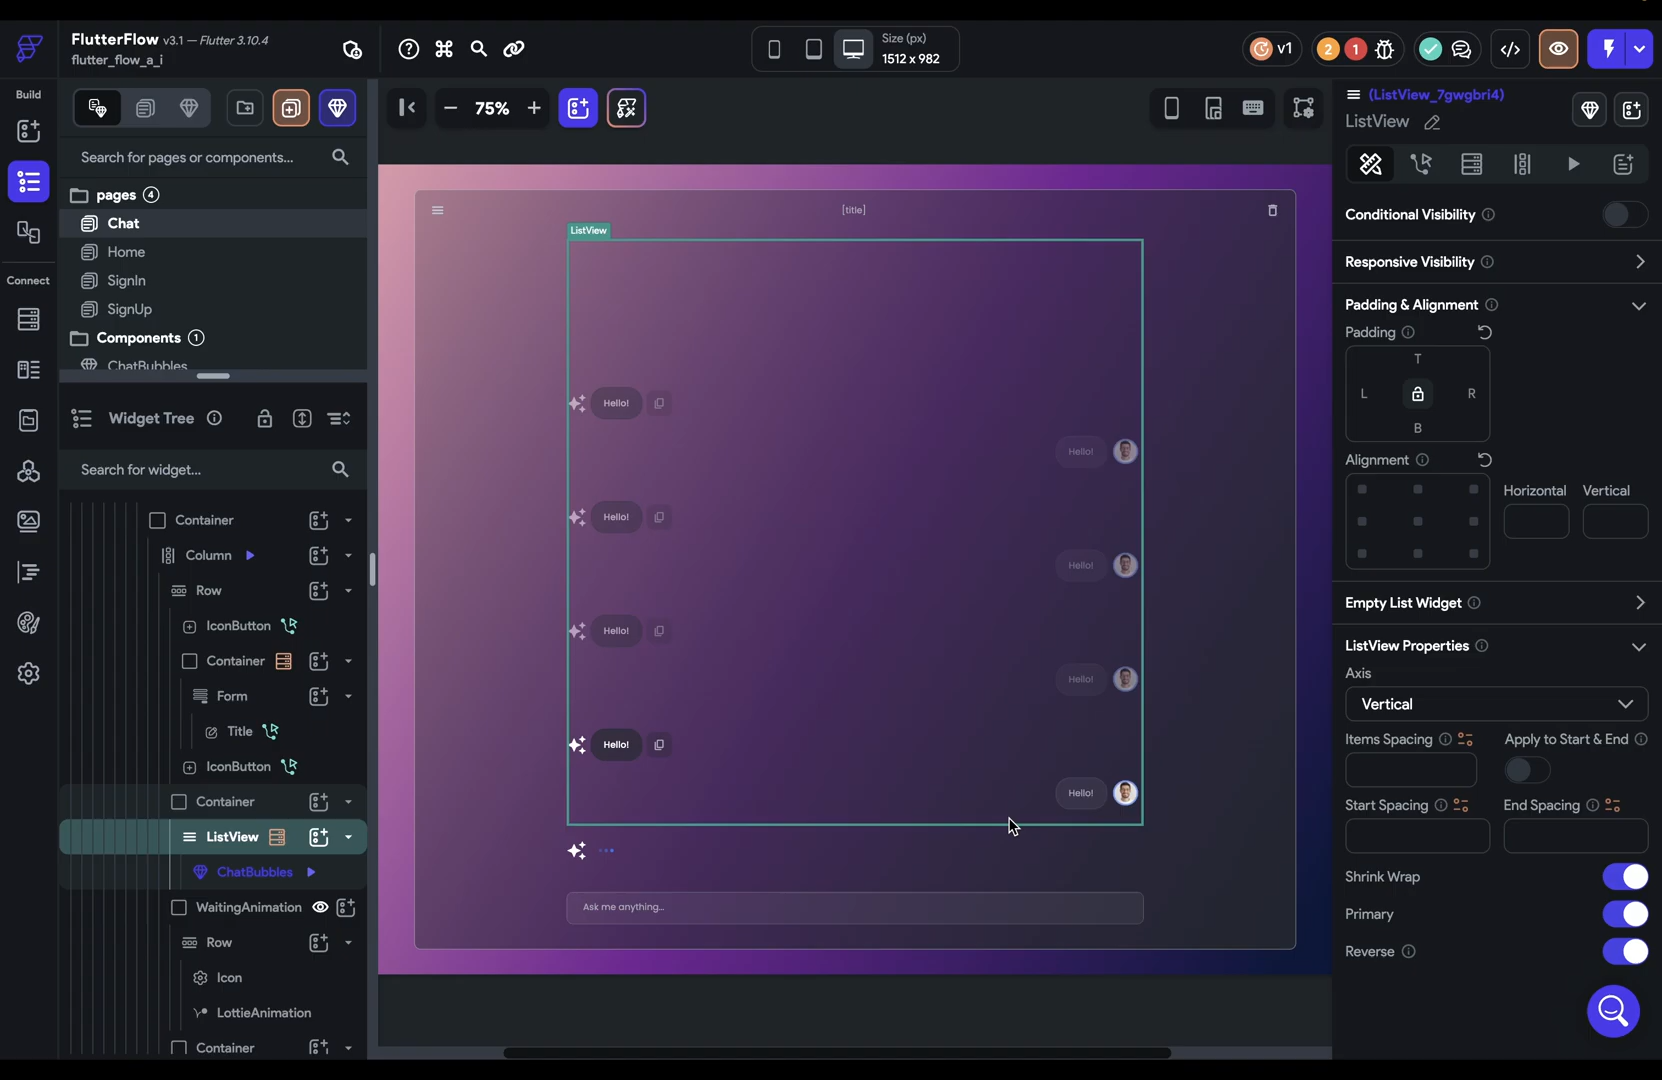 FlutterFlow v3.1 – Flutter 3.10.4
flutter_flow_a_i
Size (px)
1512 x 982
v1
2
1
Build
Connect
Search for pages or components...
pages 4
Chat
Home
SignIn
SignUp
Components 1
ChatBubbles
Widget Tree
Search for widget...
Container
Column
Row
IconButton
Container
Form
Title
IconButton
Container
ListView
ChatBubbles
WaitingAnimation
Row
Icon
LottieAnimation
Container
75%
[title]
ListView
Hello!
Hello!
Hello!
Hello!
Hello!
Hello!
Hello!
Hello!
Ask me anything...
(ListView_7gwgbri4)
ListView
Conditional Visibility
Responsive Visibility
Padding & Alignment
Padding
T
L
R
B
Alignment
Horizontal Vertical
Empty List Widget
ListView Properties
Axis
Vertical
Items Spacing
Apply to Start & End
Start Spacing
End Spacing
Shrink Wrap
Primary
Reverse